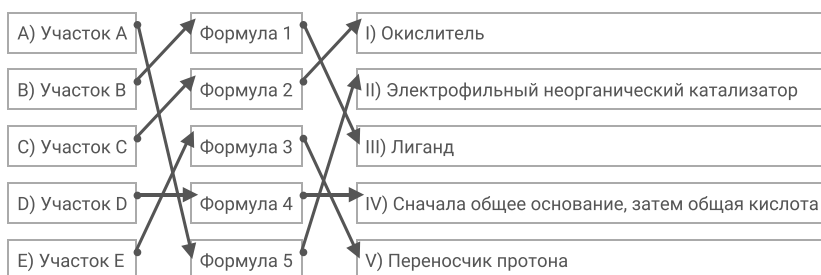 A) Участок A Формула 1 I) Окислитель
B) Участок B Формула 2 II) Электрофильный неорганический катализатор
C) Участок C Формула 3 III) Лиганд
D) Участок D Формула 4 IV) Сначала общее основание, затем общая кислота
E) Участок E Формула 5 V) Переносчик протона